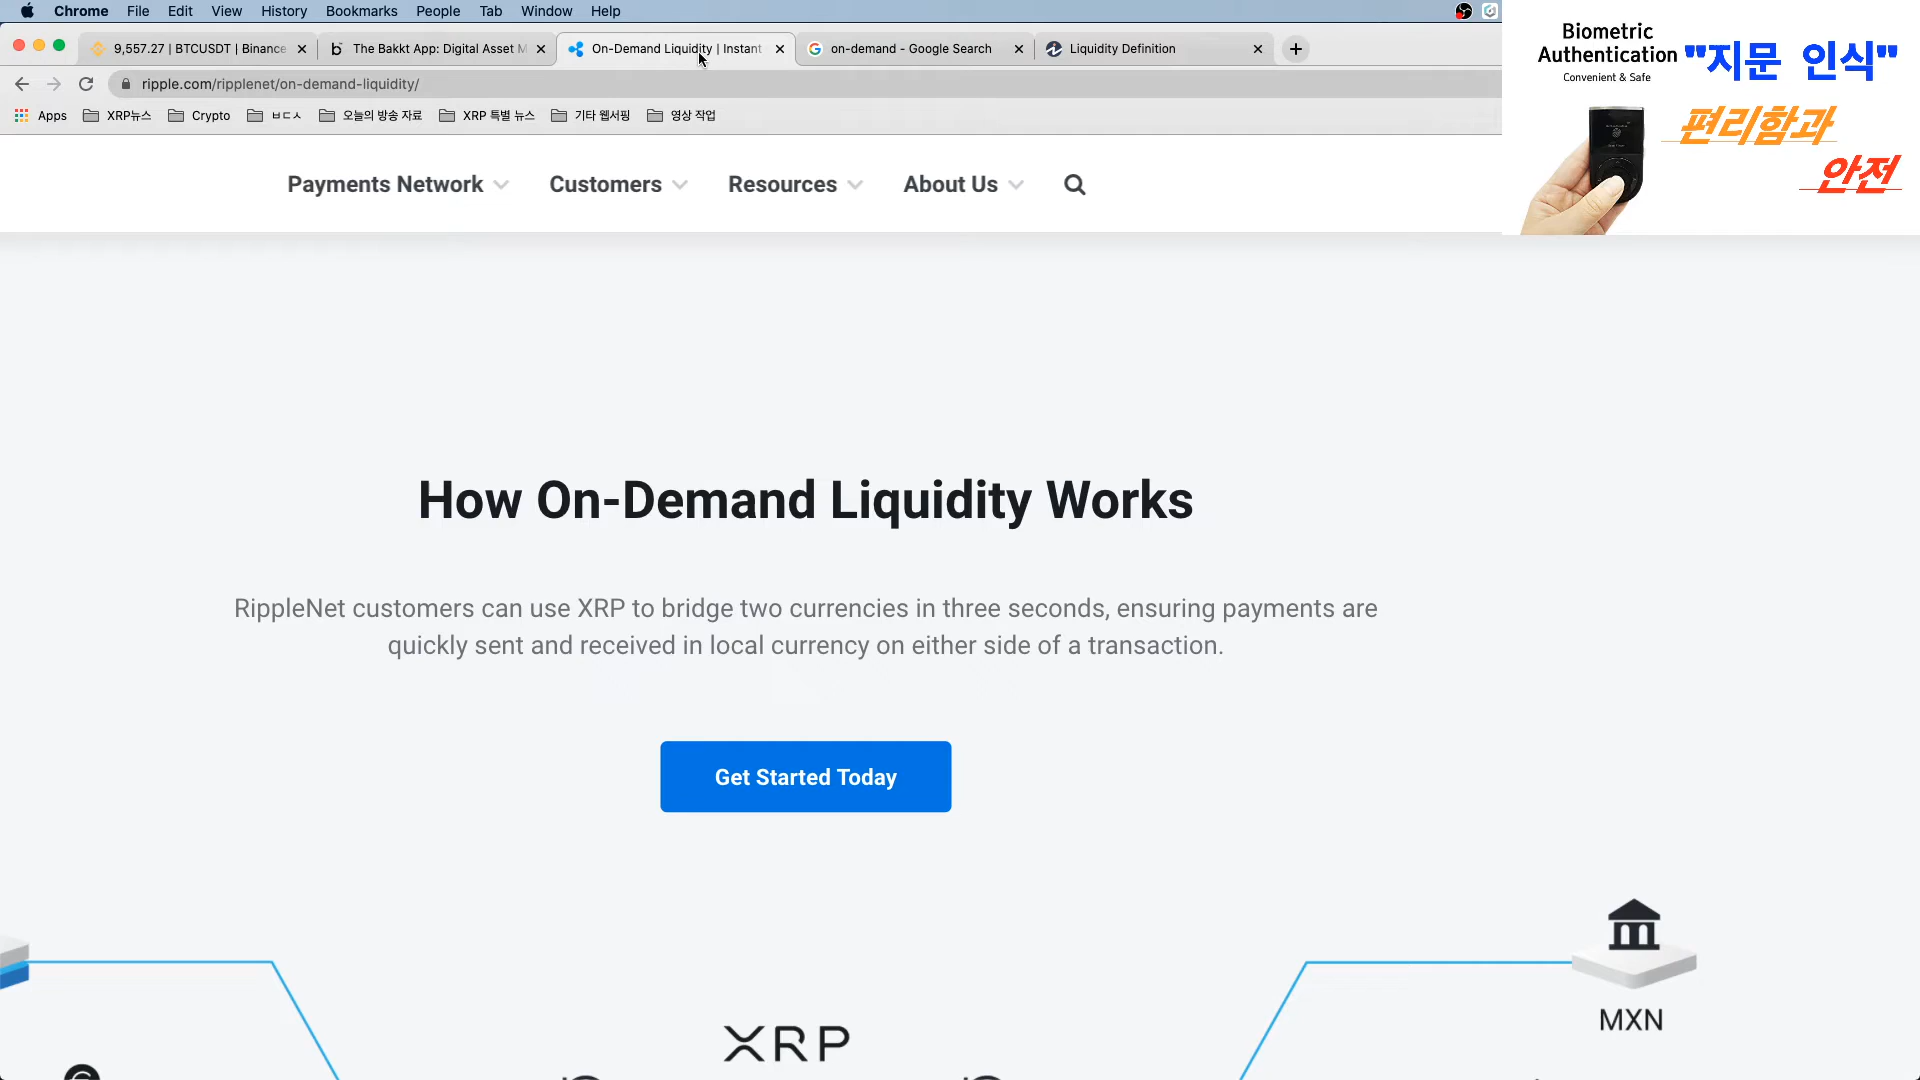 Chrome File Edit View History Bookmarks People Tab Window Help
9,557.27 | BTCUSDT | Binance
The Bakkt App: Digital Asset M
On-Demand Liquidity | Instant
on-demand - Google Search
Liquidity Definition
ripple.com/ripplenet/on-demand-liquidity/
Apps XRP뉴스 Crypto ㅂㄷㅅ 오늘의 방송 자료 XRP 특별 뉴스 기타 웹서핑 영상 작업
Biometric
Authentication
Convenient & Safe
"지문 인식"
편리함과
안전
Payments Network Customers Resources About Us
How On-Demand Liquidity Works
RippleNet customers can use XRP to bridge two currencies in three seconds, ensuring payments are
quickly sent and received in local currency on either side of a transaction.
Get Started Today
MXN
XRP